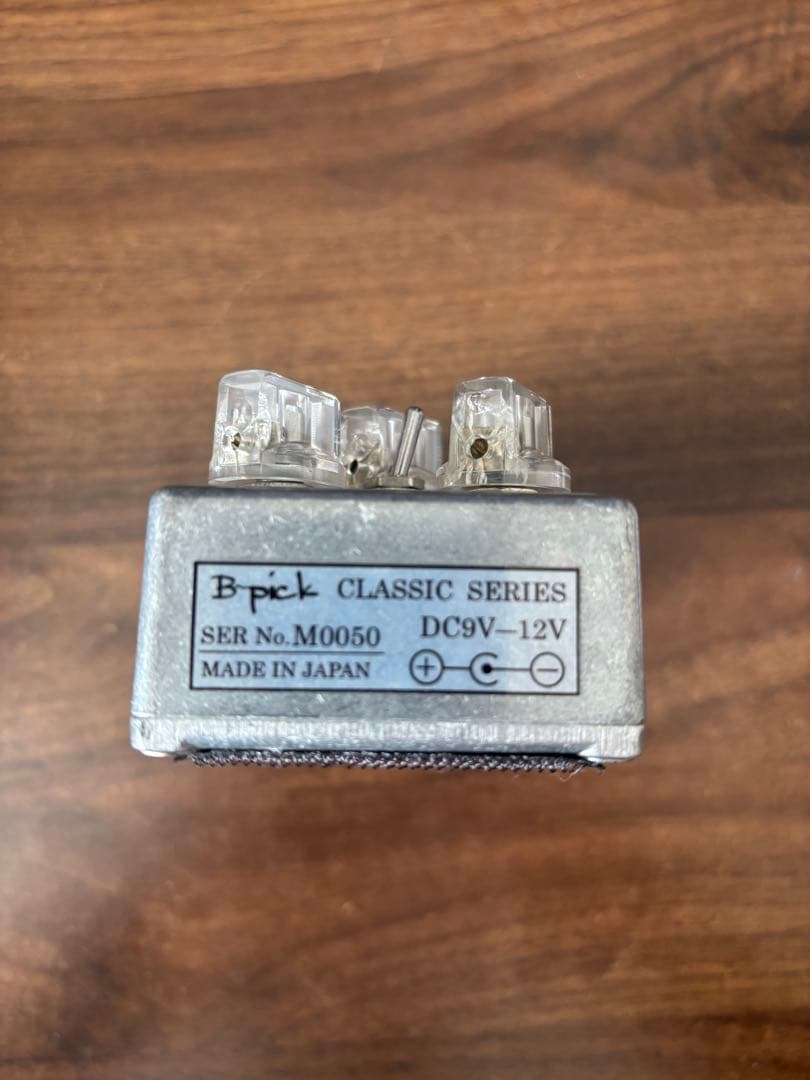 B-pick CLASSIC SERIES
SER No. M0050 DC9V—12V
MADE IN JAPAN + −